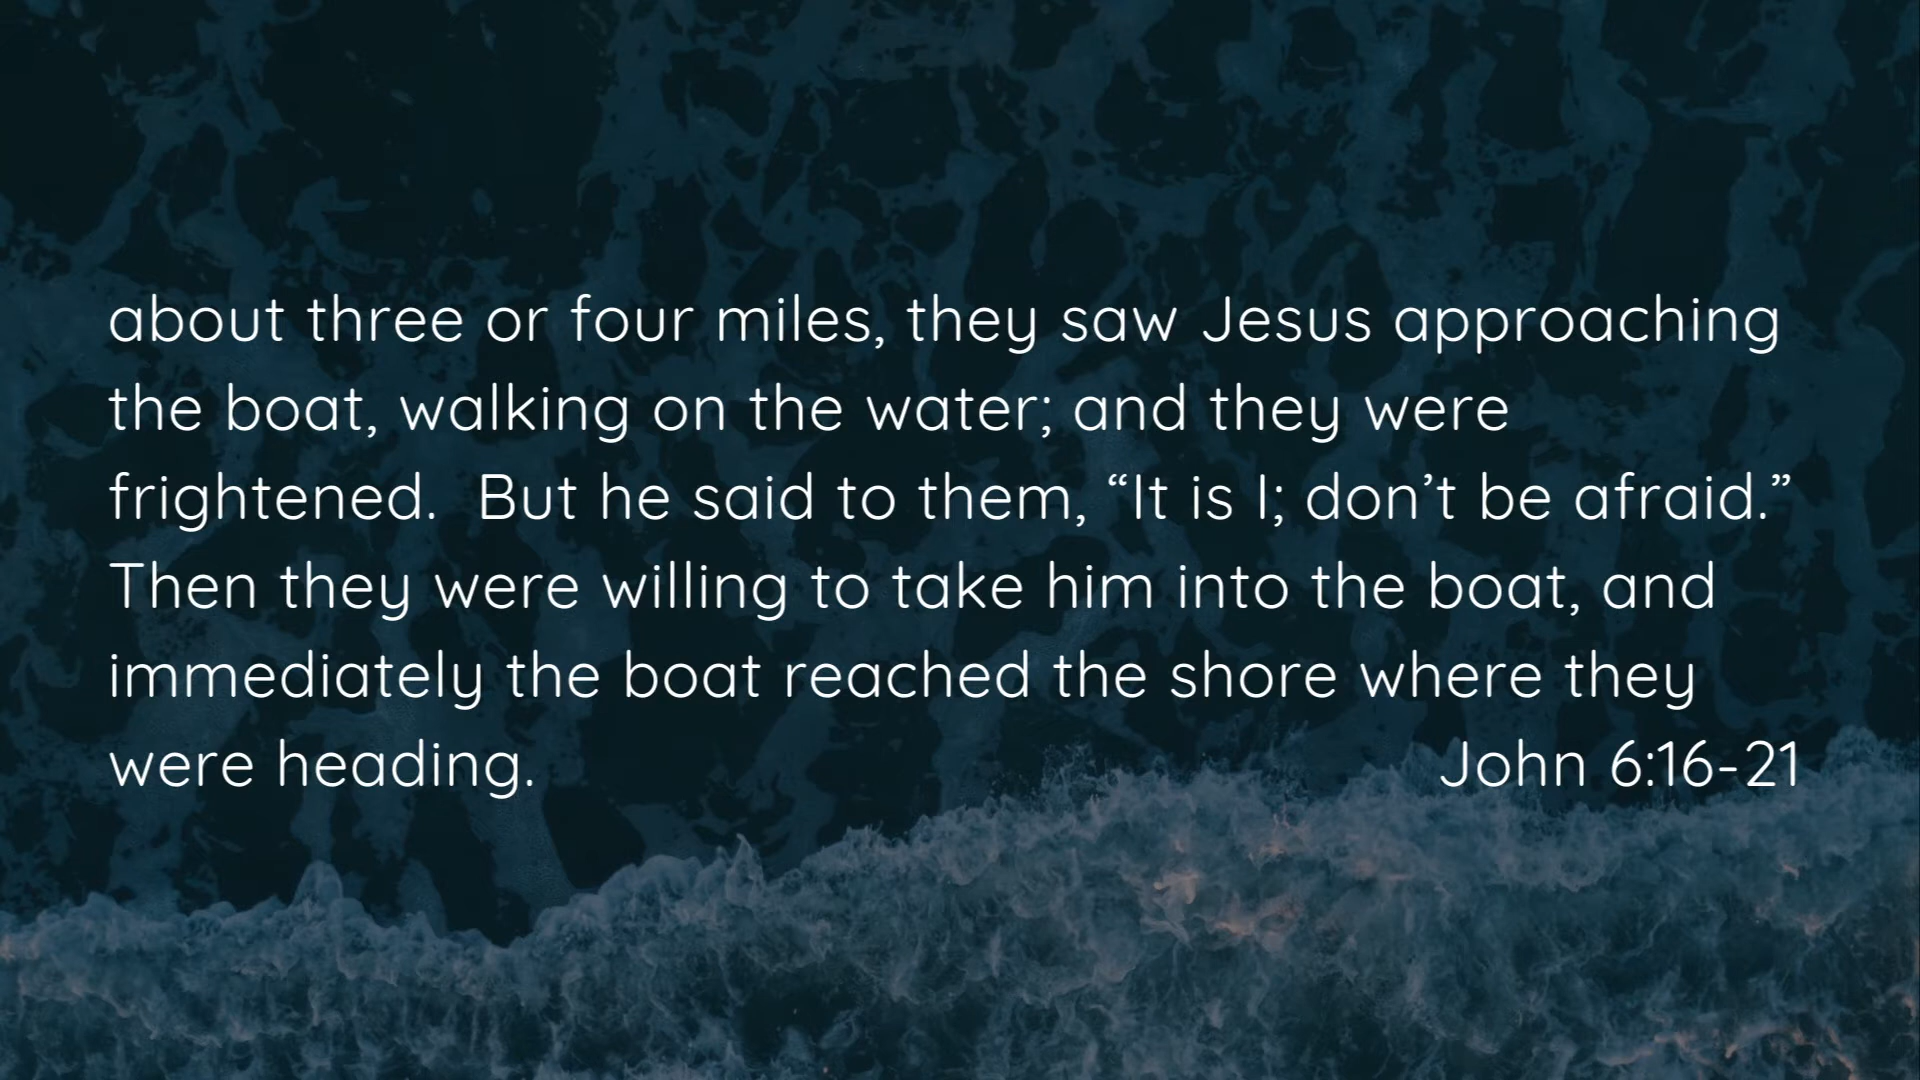 about three or four miles, they saw Jesus approaching
the boat, walking on the water; and they were
frightened.  But he said to them, “It is I; don’t be afraid.”
Then they were willing to take him into the boat, and
immediately the boat reached the shore where they
were heading. John 6:16-21